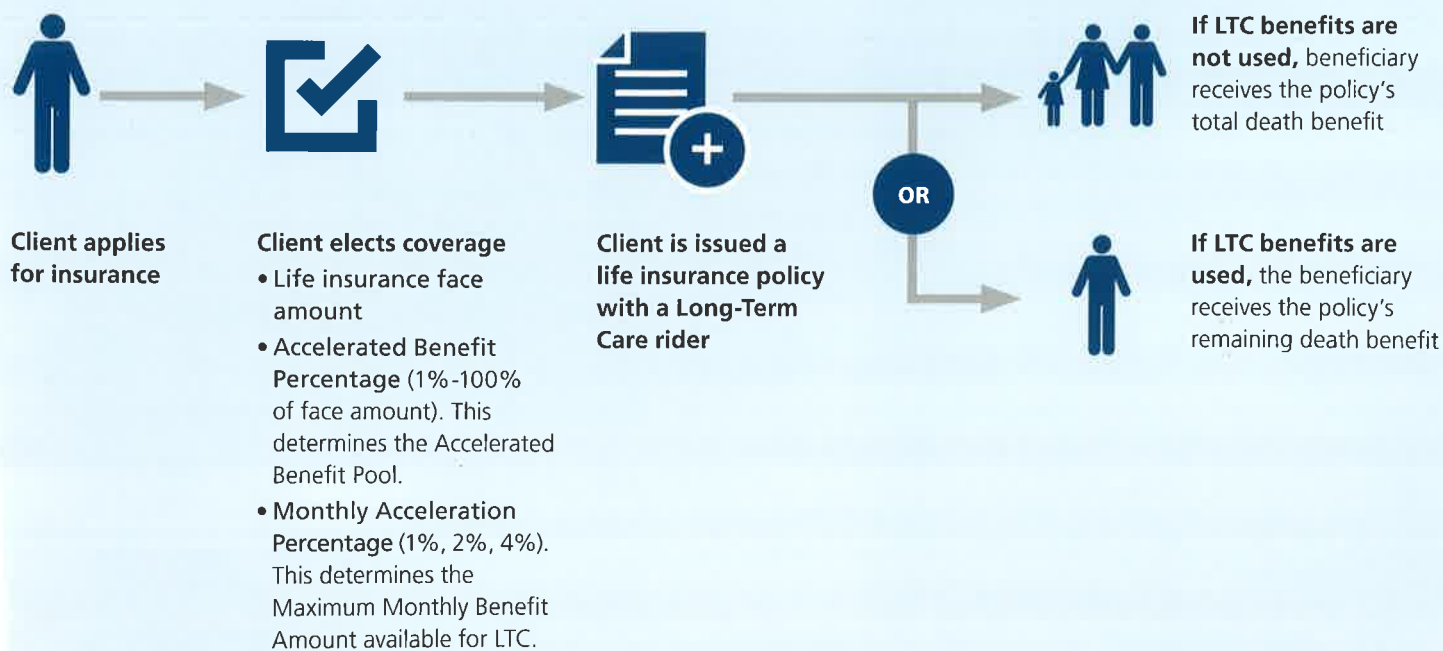 Client applies
for insurance
Client elects coverage
• Life insurance face
amount
• Accelerated Benefit
Percentage (1%-100%
of face amount). This
determines the Accelerated
Benefit Pool.
• Monthly Acceleration
Percentage (1%, 2%, 4%).
This determines the
Maximum Monthly Benefit
Amount available for LTC.
Client is issued a
life insurance policy
with a Long-Term
Care rider
OR
If LTC benefits are
not used, beneficiary
receives the policy's
total death benefit
If LTC benefits are
used, the beneficiary
receives the policy's
remaining death benefit